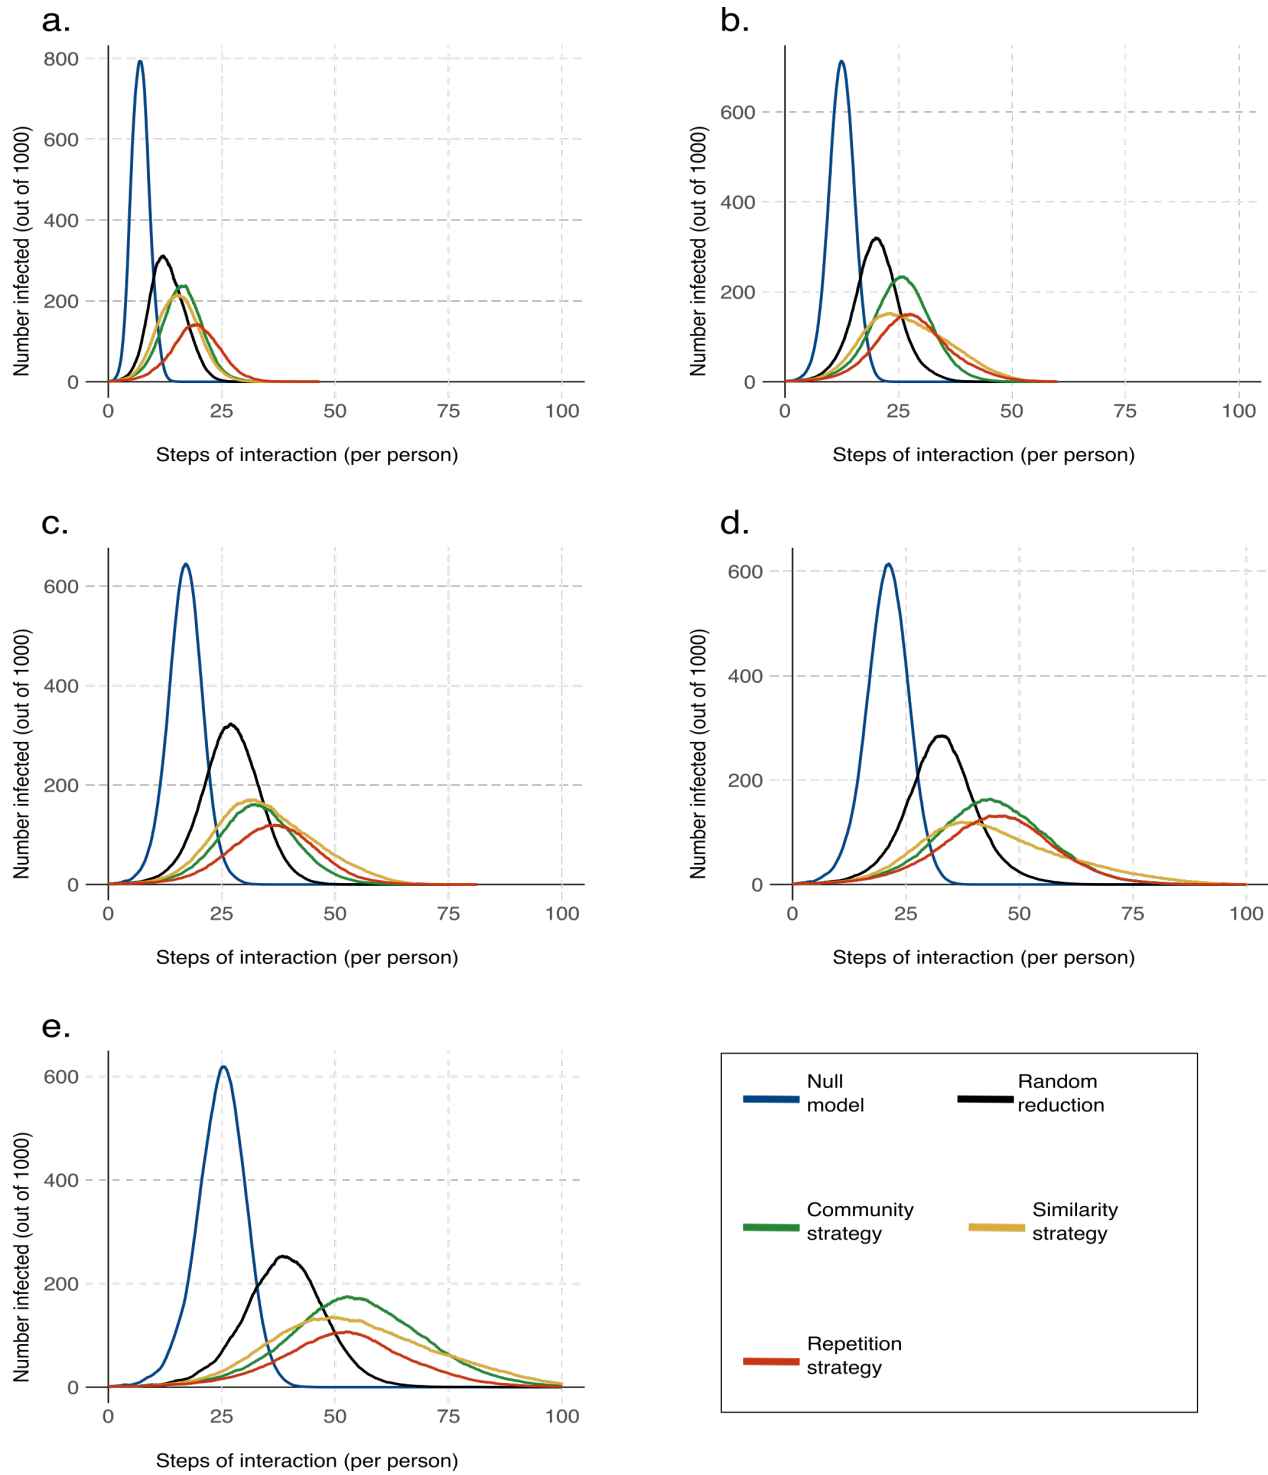 a.
Number infected (out of 1000)
800
600
400
200
0
0 25 50 75 100
Steps of interaction (per person)
b.
Number infected (out of 1000)
600
400
200
0
0 25 50 75 100
Steps of interaction (per person)
c.
Number infected (out of 1000)
600
400
200
0
0 25 50 75 100
Steps of interaction (per person)
d.
Number infected (out of 1000)
600
400
200
0
0 25 50 75 100
Steps of interaction (per person)
e.
Number infected (out of 1000)
600
400
200
0
0 25 50 75 100
Steps of interaction (per person)
Null
model
Random
reduction
Community
strategy
Similarity
strategy
Repetition
strategy